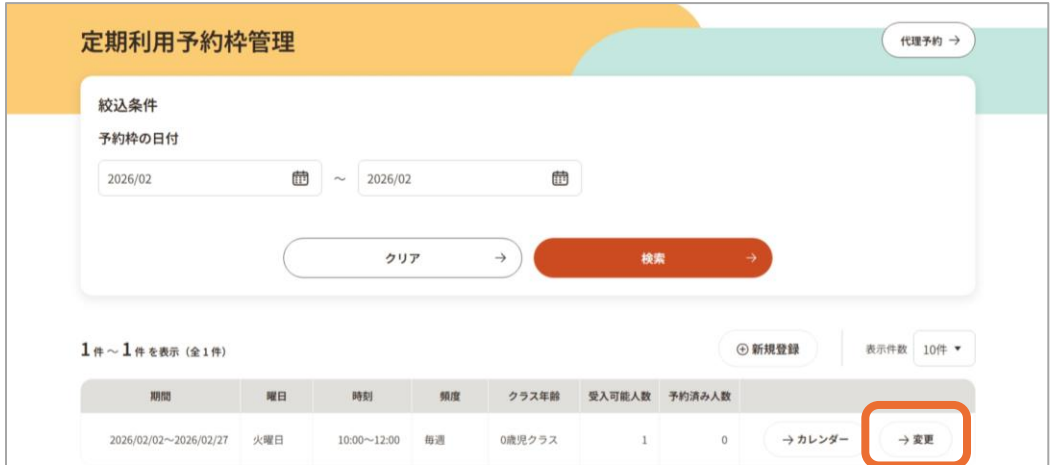 定期利用予約枠管理
代理予約 →
絞込条件
予約枠の日付
2026/02 ～ 2026/02
クリア → 検索 →
1件～1件を表示（全1件） ⊕新規登録 表示件数 10件 ▼
期間 曜日 時刻 頻度 クラス年齢 受入可能人数 予約済み人数
2026/02/02～2026/02/27 火曜日 10:00～12:00 毎週 0歳児クラス 1 0 →カレンダー →変更